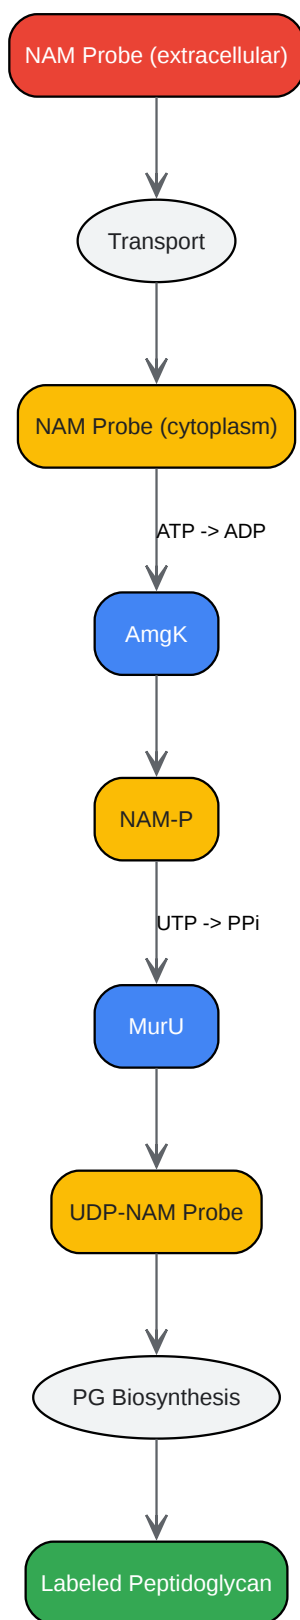 NAM Probe (extracellular)
Transport
NAM Probe (cytoplasm)
ATP -> ADP
AmgK
NAM-P
UTP -> PPi
MurU
UDP-NAM Probe
PG Biosynthesis
Labeled Peptidoglycan